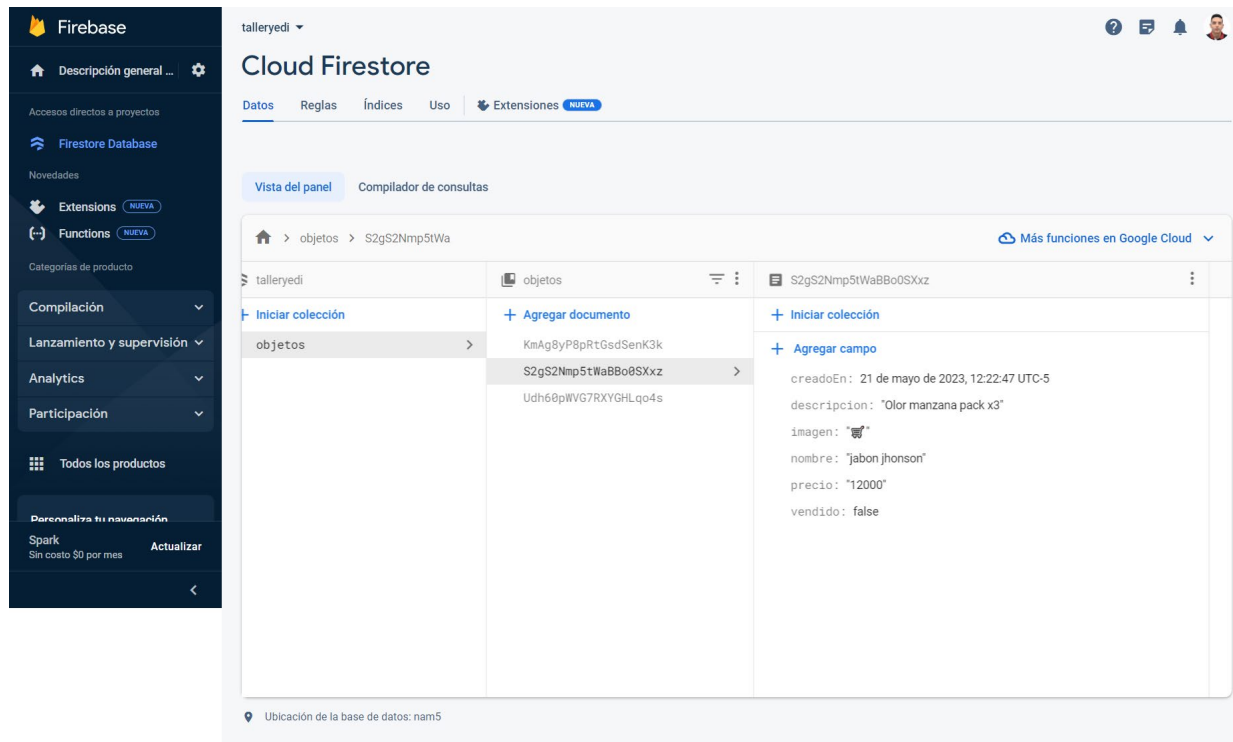 Firebase
Descripción general ...
Accesos directos a proyectos
Firestore Database
Novedades
Extensions NUEVA
Functions NUEVA
Categorías de producto
Compilación
Lanzamiento y supervisión
Analytics
Participación
Todos los productos
Personaliza tu navegación
Spark
Sin costo $0 por mes
Actualizar
talleryedi
Cloud Firestore
Datos Reglas Índices Uso Extensiones NUEVA
Vista del panel Compilador de consultas
objetos > S2gS2Nmp5tWa
Más funciones en Google Cloud
talleryedi
Iniciar colección
objetos
objetos
Agregar documento
KmAg8yP8pRtGsdSenK3k
S2gS2Nmp5tWaBBo0SXxz
Udh60pWVG7RXYGHLqo4s
S2gS2Nmp5tWaBBo0SXxz
Iniciar colección
Agregar campo
creadoEn: 21 de mayo de 2023, 12:22:47 UTC-5
descripcion: "Olor manzana pack x3"
imagen: "🛒"
nombre: "jabon jhonson"
precio: "12000"
vendido: false
Ubicación de la base de datos: nam5